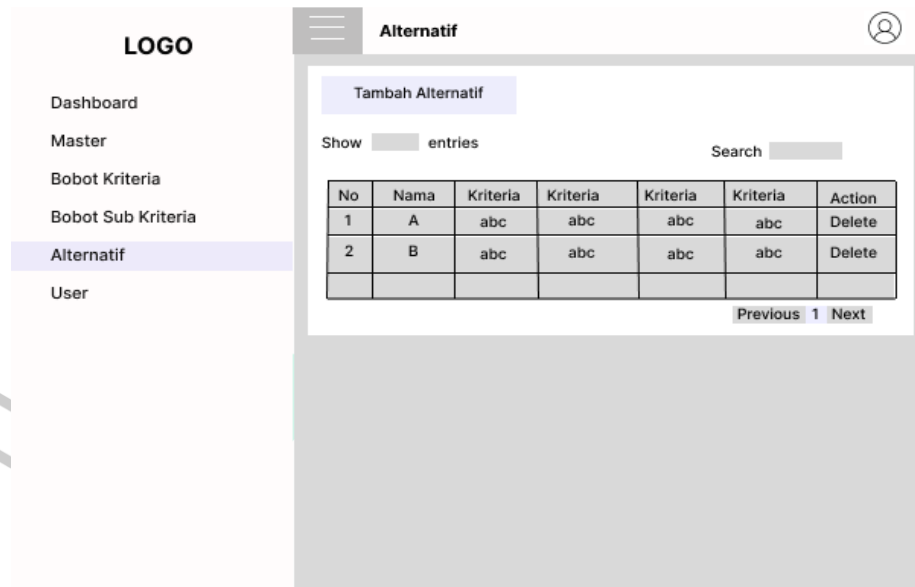 LOGO
Dashboard
Master
Bobot Kriteria
Bobot Sub Kriteria
Alternatif
User
Alternatif
Tambah Alternatif
Show entries
Search
No Nama Kriteria Kriteria Kriteria Kriteria Action
1 A abc abc abc abc Delete
2 B abc abc abc abc Delete
Previous 1 Next